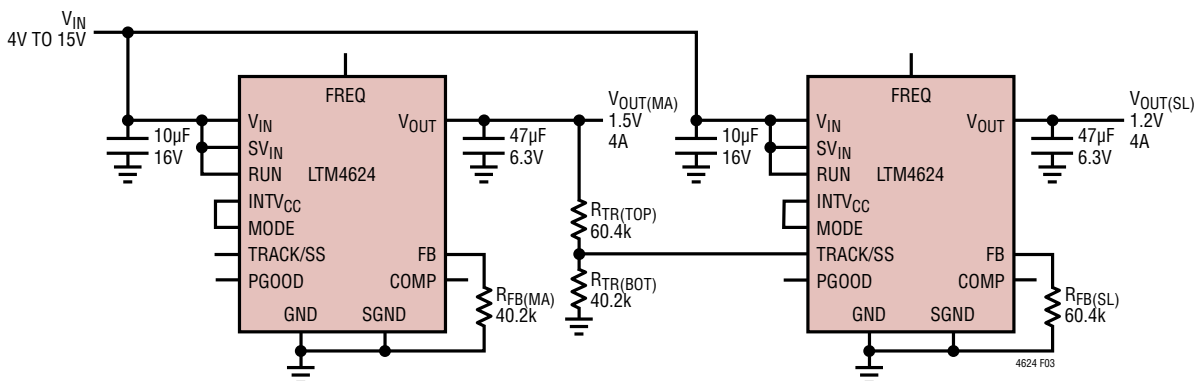 VIN
4V TO 15V
10µF
16V
FREQ
VIN
SVIN
RUN
INTVCC
MODE
TRACK/SS
PGOOD
LTM4624
VOUT
FB
COMP
GND
SGND
47µF
6.3V
VOUT(MA)
1.5V
4A
RTR(TOP)
60.4k
RTR(BOT)
40.2k
RFB(MA)
40.2k
10µF
16V
FREQ
VIN
SVIN
RUN
INTVCC
MODE
TRACK/SS
PGOOD
LTM4624
VOUT
FB
COMP
GND
SGND
47µF
6.3V
VOUT(SL)
1.2V
4A
RFB(SL)
60.4k
4624 F03